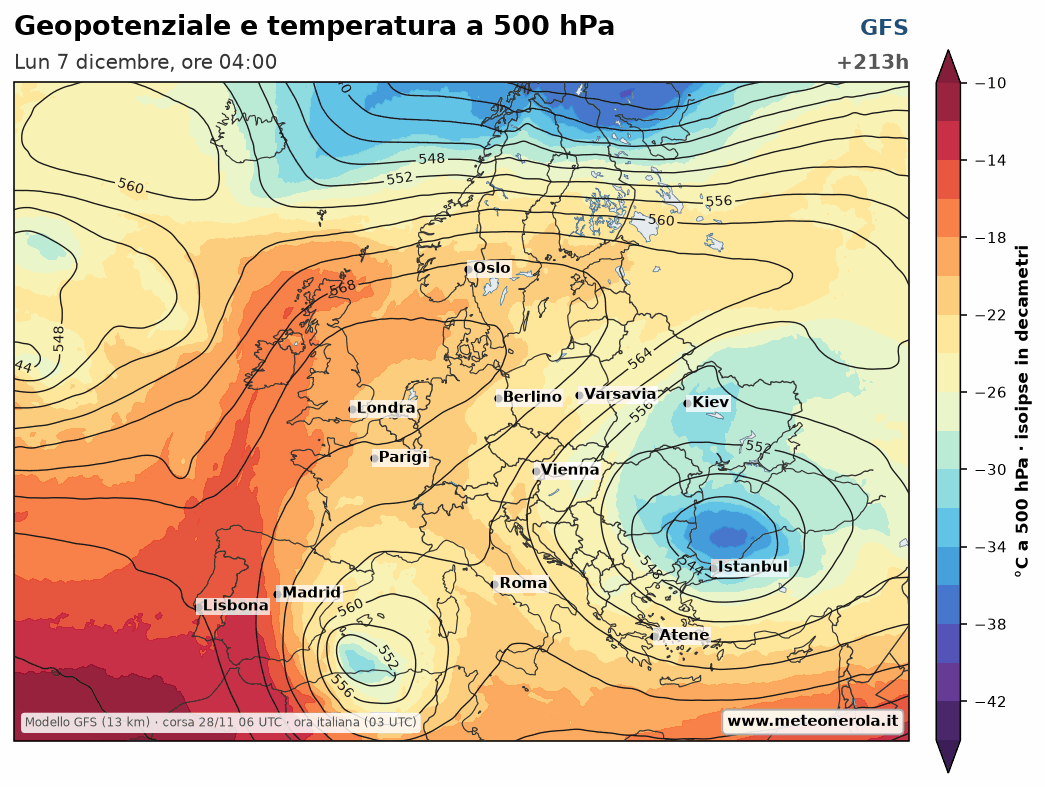 Geopotenziale e temperatura a 500 hPa
GFS
Lun 7 dicembre, ore 04:00
+213h
548
552
556
560
560
568
548
44
564
556
552
548
544
560
552
556
Oslo
Londra
Berlino
Varsavia
Kiev
Parigi
Vienna
Istanbul
Roma
Madrid
Lisbona
Atene
Modello GFS (13 km) · corsa 28/11 06 UTC · ora italiana (03 UTC)
www.meteonerola.it
−10
−14
−18
−22
−26
−30
−34
−38
−42
°C a 500 hPa · isoipse in decametri